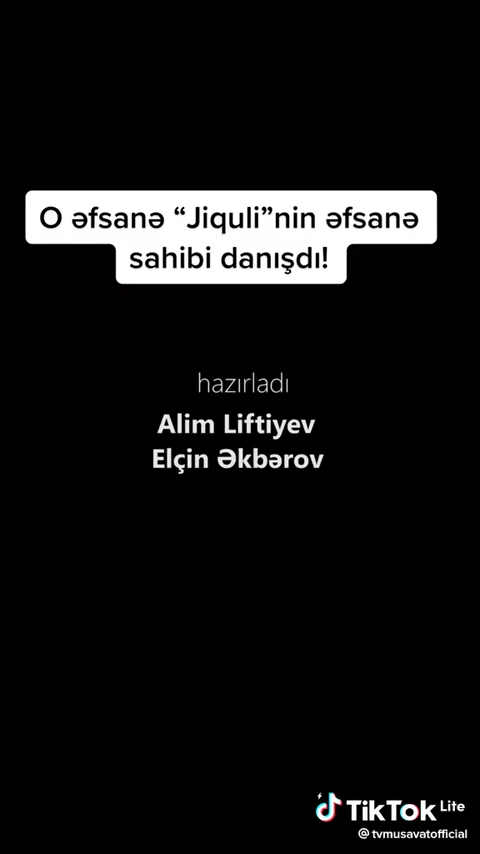 O əfsanə “Jiquli”nin əfsanə
sahibi danışdı!
hazırladı
Alim Liftiyev
Elçin Əkbərov
TikTok Lite
@tvmusavatofficial